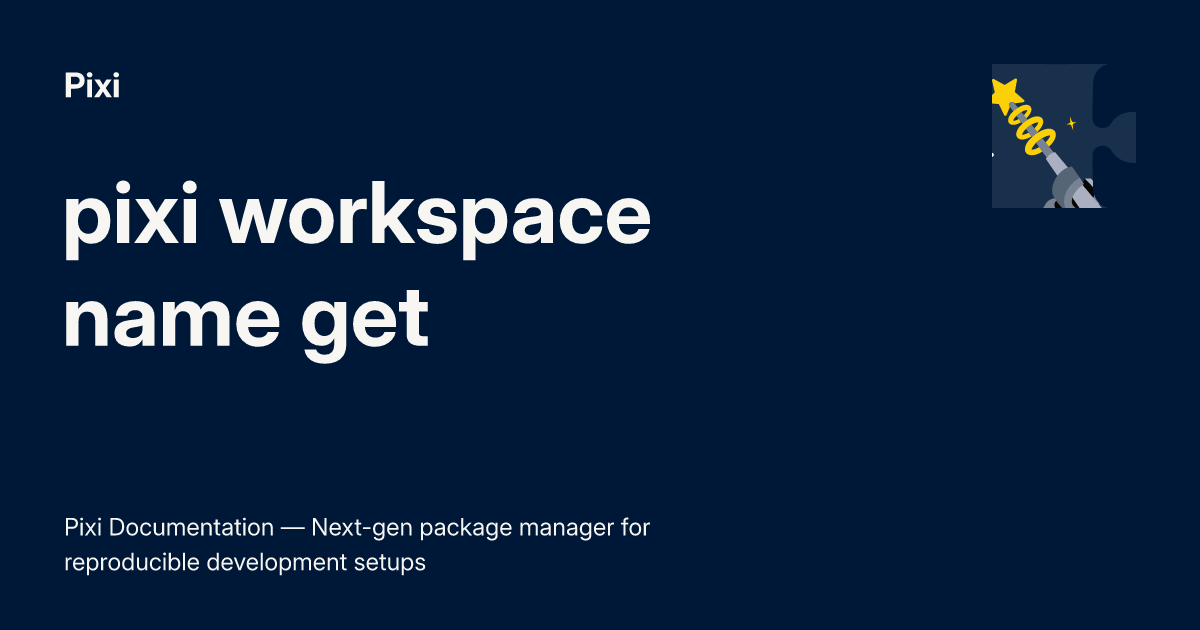 Pixi
pixi workspace
name get
Pixi Documentation — Next-gen package manager for
reproducible development setups